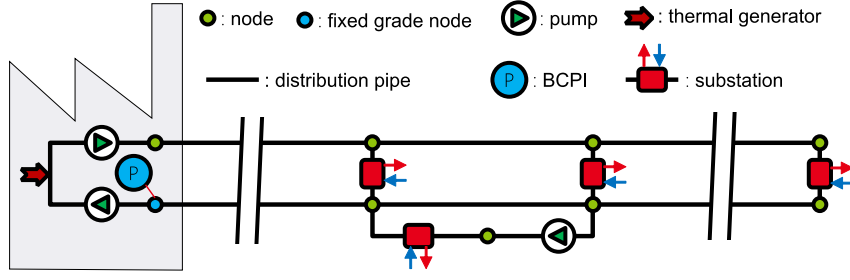 : node : fixed grade node : pump : thermal generator
: distribution pipe P : BCPI : substation
P